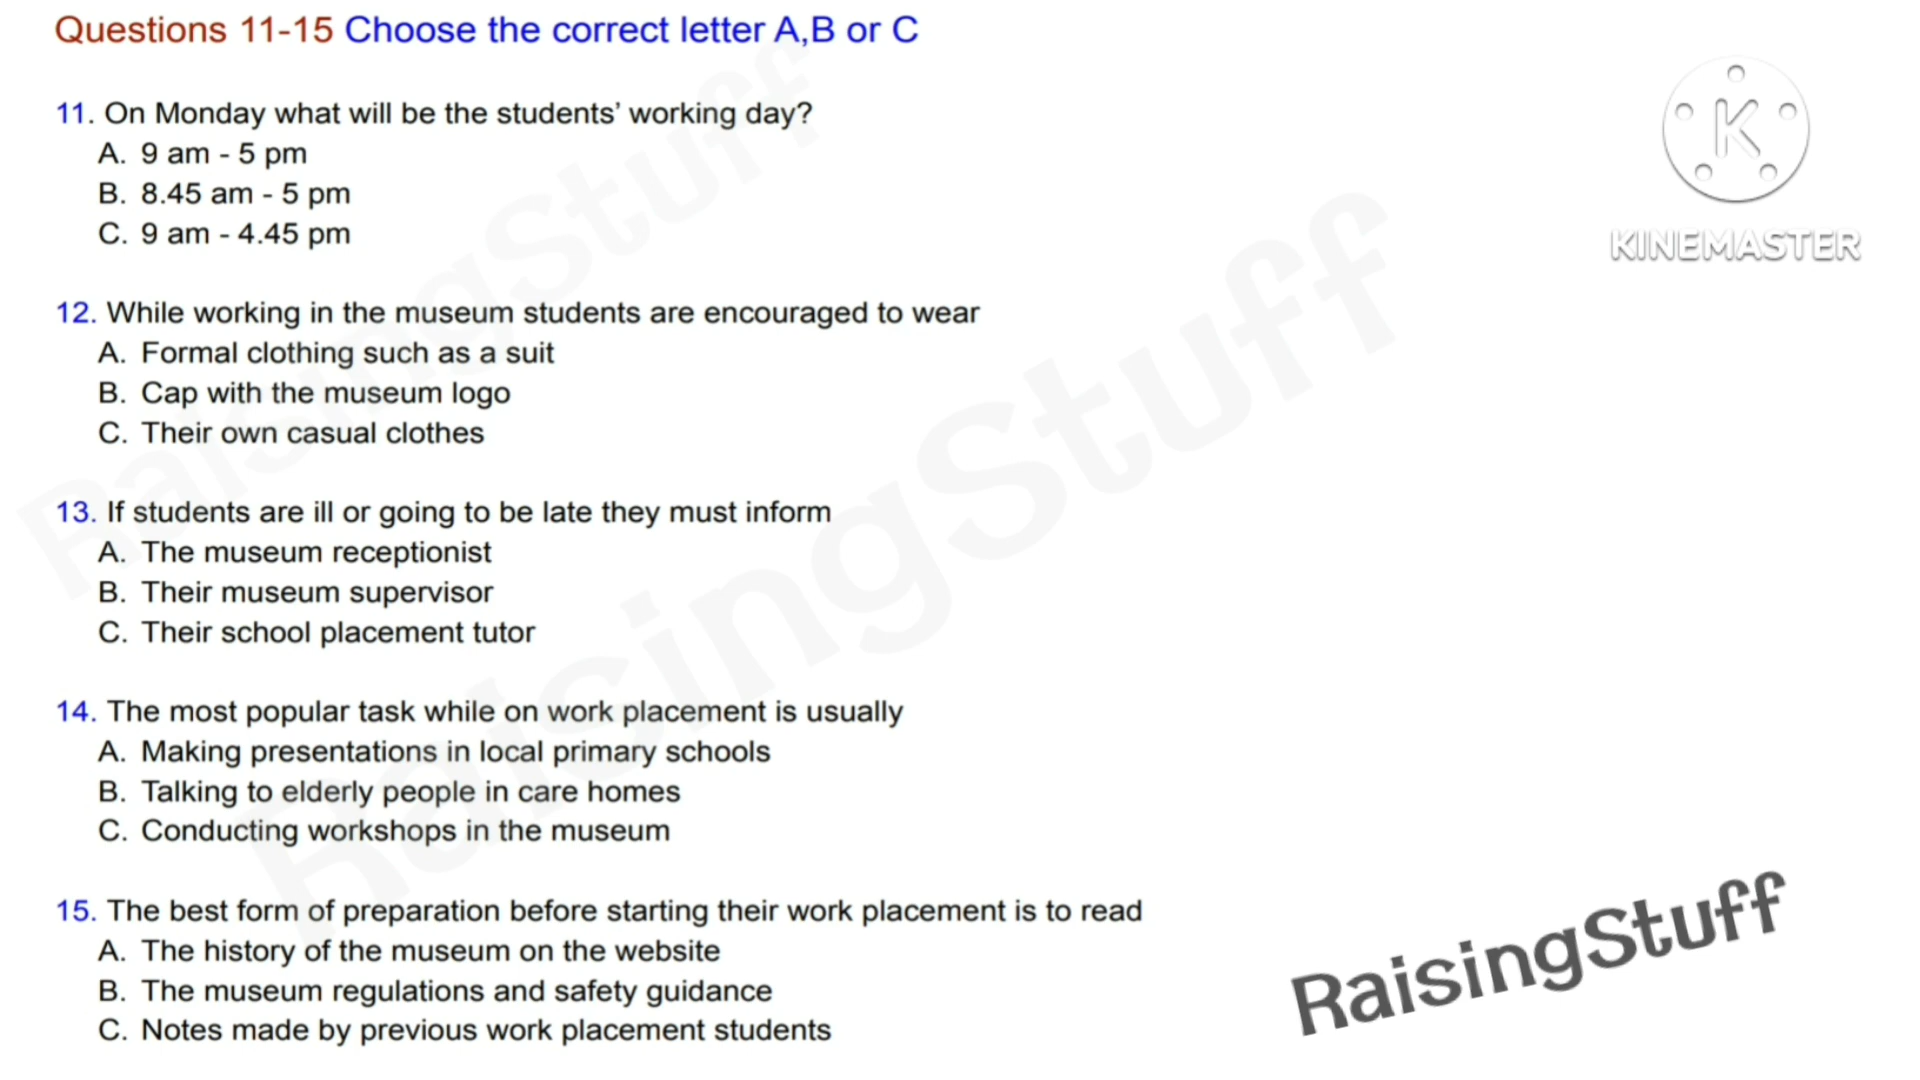 Questions 11-15 Choose the correct letter A,B or C
11. On Monday what will be the students’ working day?
A. 9 am - 5 pm
B. 8.45 am - 5 pm
C. 9 am - 4.45 pm
12. While working in the museum students are encouraged to wear
A. Formal clothing such as a suit
B. Cap with the museum logo
C. Their own casual clothes
13. If students are ill or going to be late they must inform
A. The museum receptionist
B. Their museum supervisor
C. Their school placement tutor
14. The most popular task while on work placement is usually
A. Making presentations in local primary schools
B. Talking to elderly people in care homes
C. Conducting workshops in the museum
15. The best form of preparation before starting their work placement is to read
A. The history of the museum on the website
B. The museum regulations and safety guidance
C. Notes made by previous work placement students
K
KINEMASTER
RaisingStuff
RaisingStuff
RaisingStuff